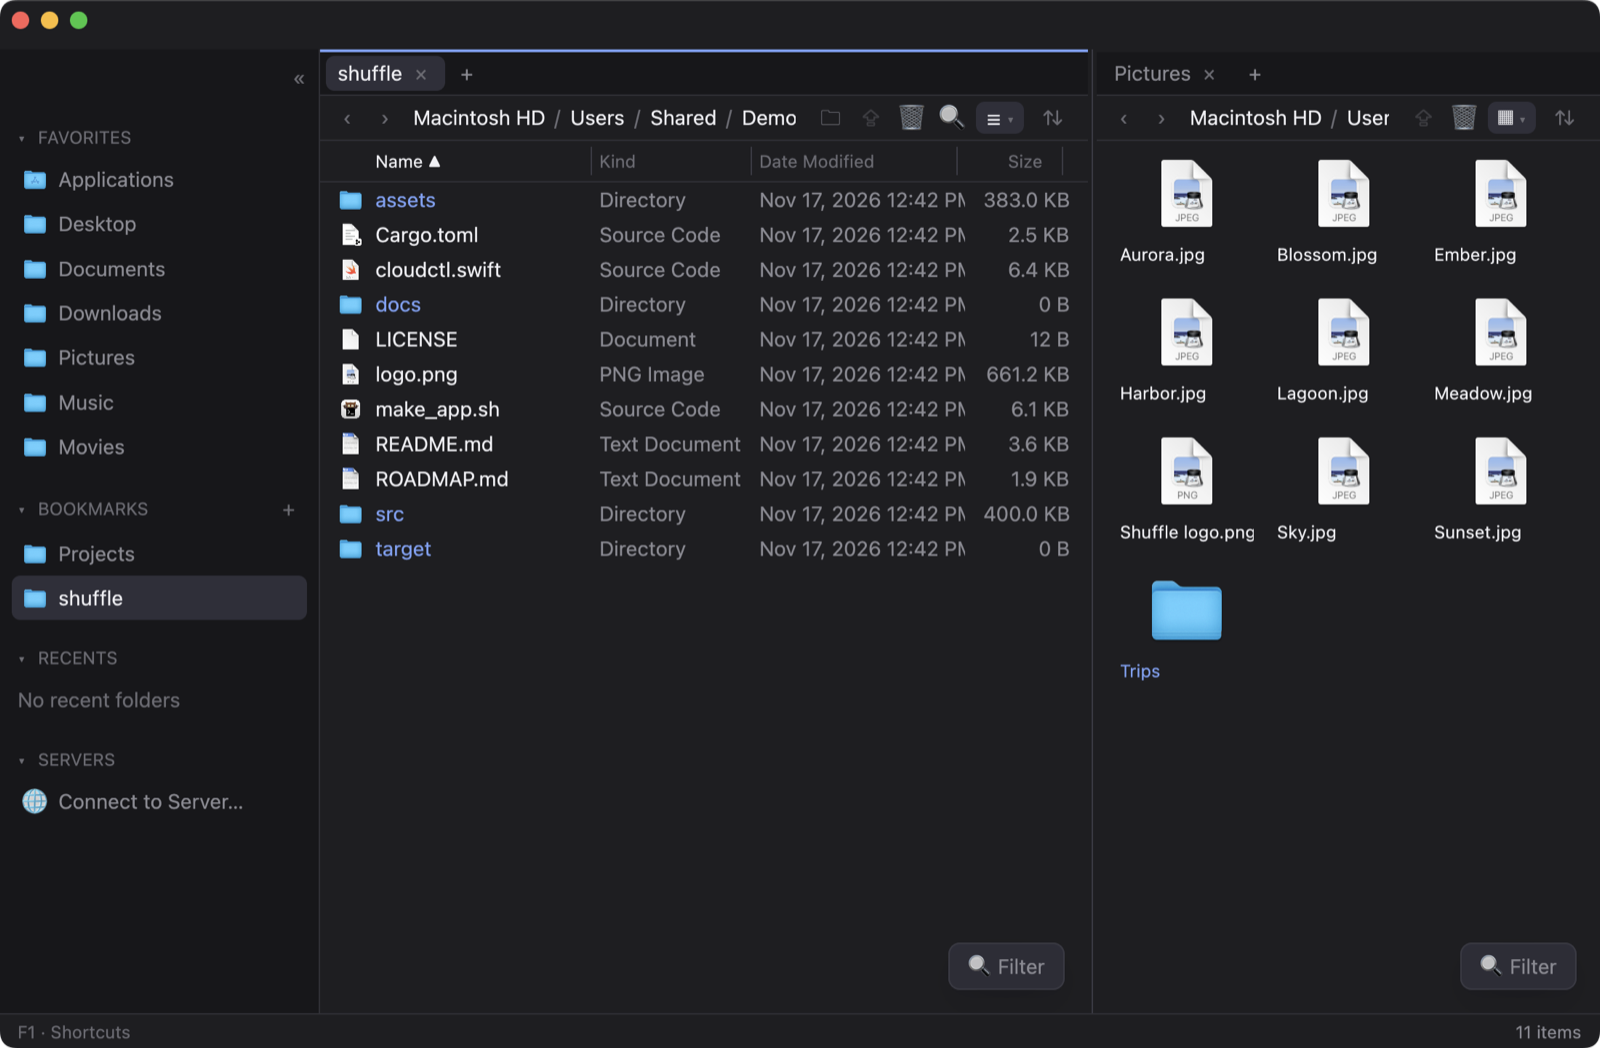 «
FAVORITES
Applications
Desktop
Documents
Downloads
Pictures
Music
Movies
BOOKMARKS +
Projects
shuffle
RECENTS
No recent folders
SERVERS
Connect to Server...
shuffle × +
‹ › Macintosh HD / Users / Shared / Demo
Name ▲ Kind Date Modified Size
assets Directory Nov 17, 2026 12:42 PM 383.0 KB
Cargo.toml Source Code Nov 17, 2026 12:42 PM 2.5 KB
cloudctl.swift Source Code Nov 17, 2026 12:42 PM 6.4 KB
docs Directory Nov 17, 2026 12:42 PM 0 B
LICENSE Document Nov 17, 2026 12:42 PM 12 B
logo.png PNG Image Nov 17, 2026 12:42 PM 661.2 KB
make_app.sh Source Code Nov 17, 2026 12:42 PM 6.1 KB
README.md Text Document Nov 17, 2026 12:42 PM 3.6 KB
ROADMAP.md Text Document Nov 17, 2026 12:42 PM 1.9 KB
src Directory Nov 17, 2026 12:42 PM 400.0 KB
target Directory Nov 17, 2026 12:42 PM 0 B
Filter
Pictures × +
‹ › Macintosh HD / User
JPEG JPEG JPEG
Aurora.jpg Blossom.jpg Ember.jpg
JPEG JPEG JPEG
Harbor.jpg Lagoon.jpg Meadow.jpg
PNG JPEG JPEG
Shuffle logo.png Sky.jpg Sunset.jpg
Trips
Filter
F1 · Shortcuts
11 items